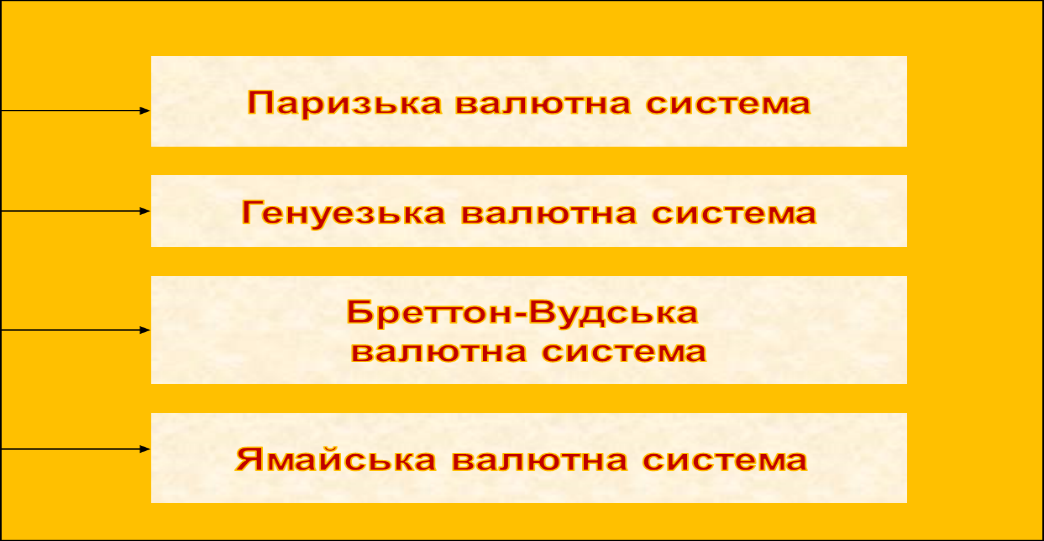 Паризька валютна система
Генуезька валютна система
Бреттон-Вудська
валютна система
Ямайська валютна система